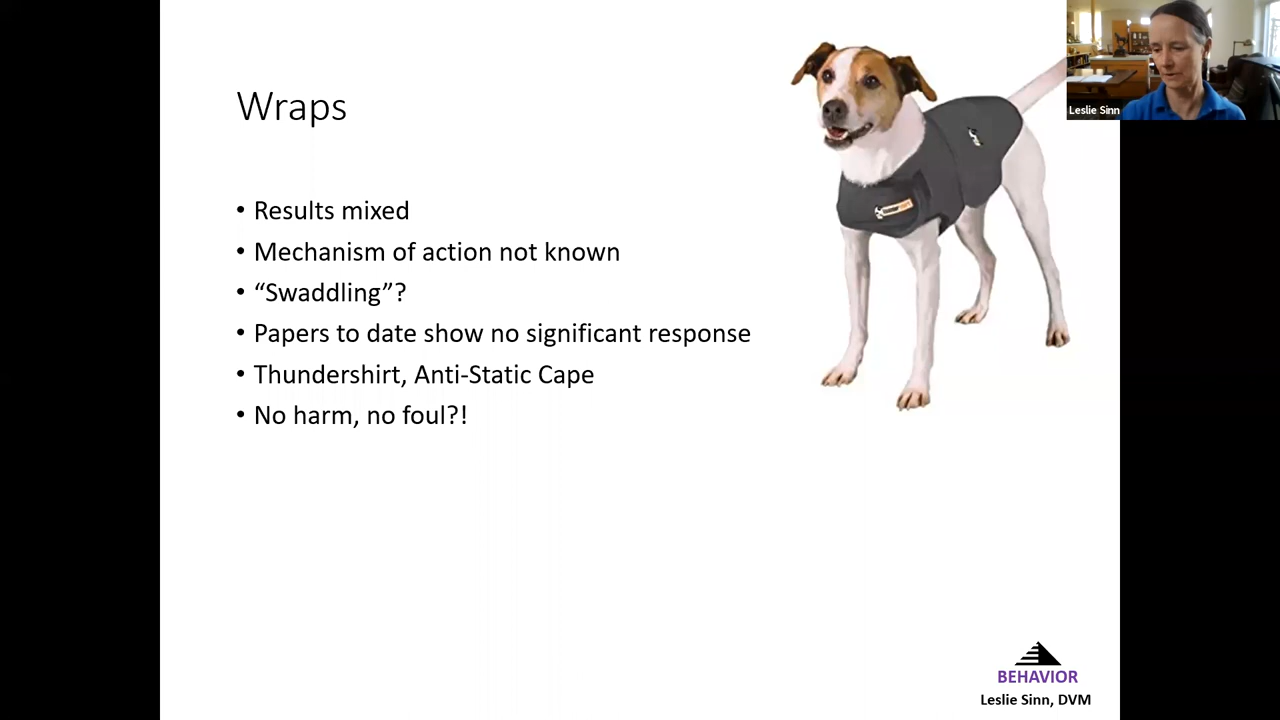 Wraps
• Results mixed
• Mechanism of action not known
• “Swaddling”?
• Papers to date show no significant response
• Thundershirt, Anti-Static Cape
• No harm, no foul?!
Leslie Sinn
BEHAVIOR
Leslie Sinn, DVM